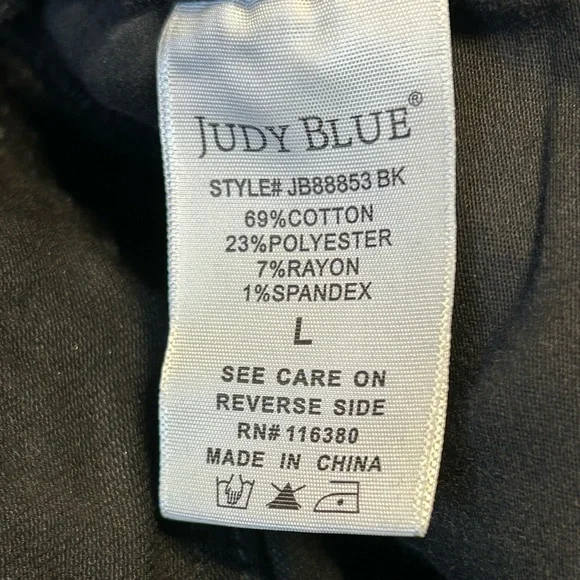 JUDY BLUE®
STYLE# JB88853 BK
69%COTTON
23%POLYESTER
7%RAYON
1%SPANDEX
L
SEE CARE ON
REVERSE SIDE
RN# 116380
MADE IN CHINA